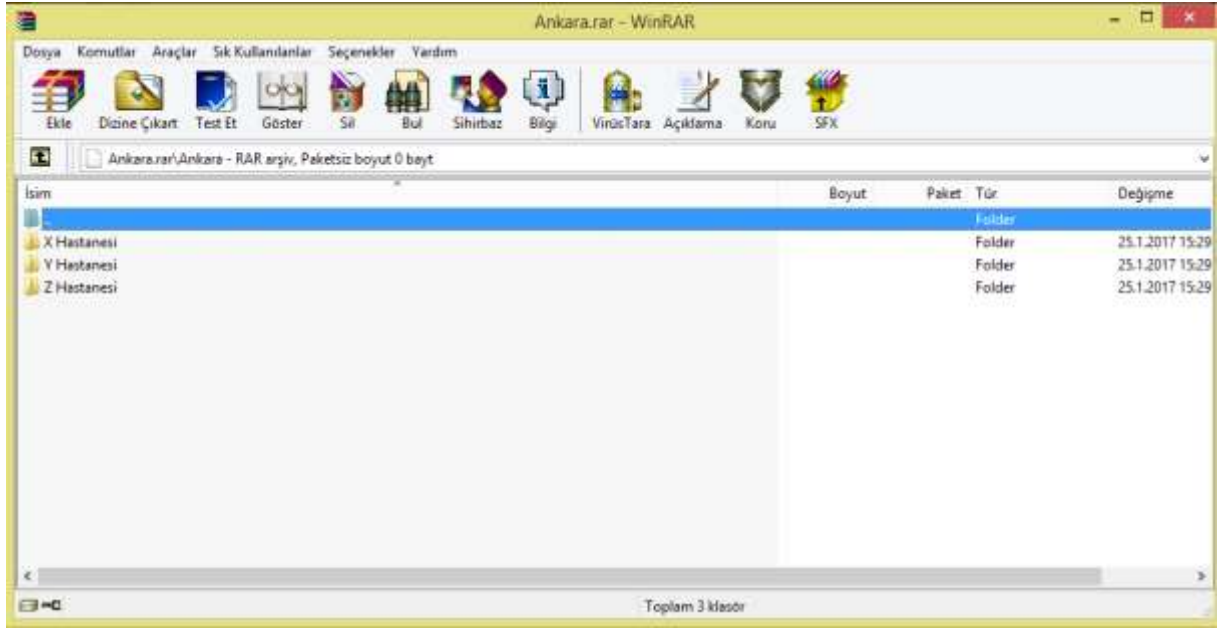 Ankara.rar - WinRAR
Dosya Komutlar Araçlar Sık Kullanılanlar Seçenekler Yardım
Ekle Dizine Çıkart Test Et Göster Sil Bul Sihirbaz Bilgi VirüsTara Açıklama Koru SFX
Ankara.rar\Ankara - RAR arşiv, Paketsiz boyut 0 bayt
İsim Boyut Paket Tür Değişme
.. Folder
X Hastanesi Folder 25.1.2017 15:29
Y Hastanesi Folder 25.1.2017 15:29
Z Hastanesi Folder 25.1.2017 15:29
Toplam 3 klasör